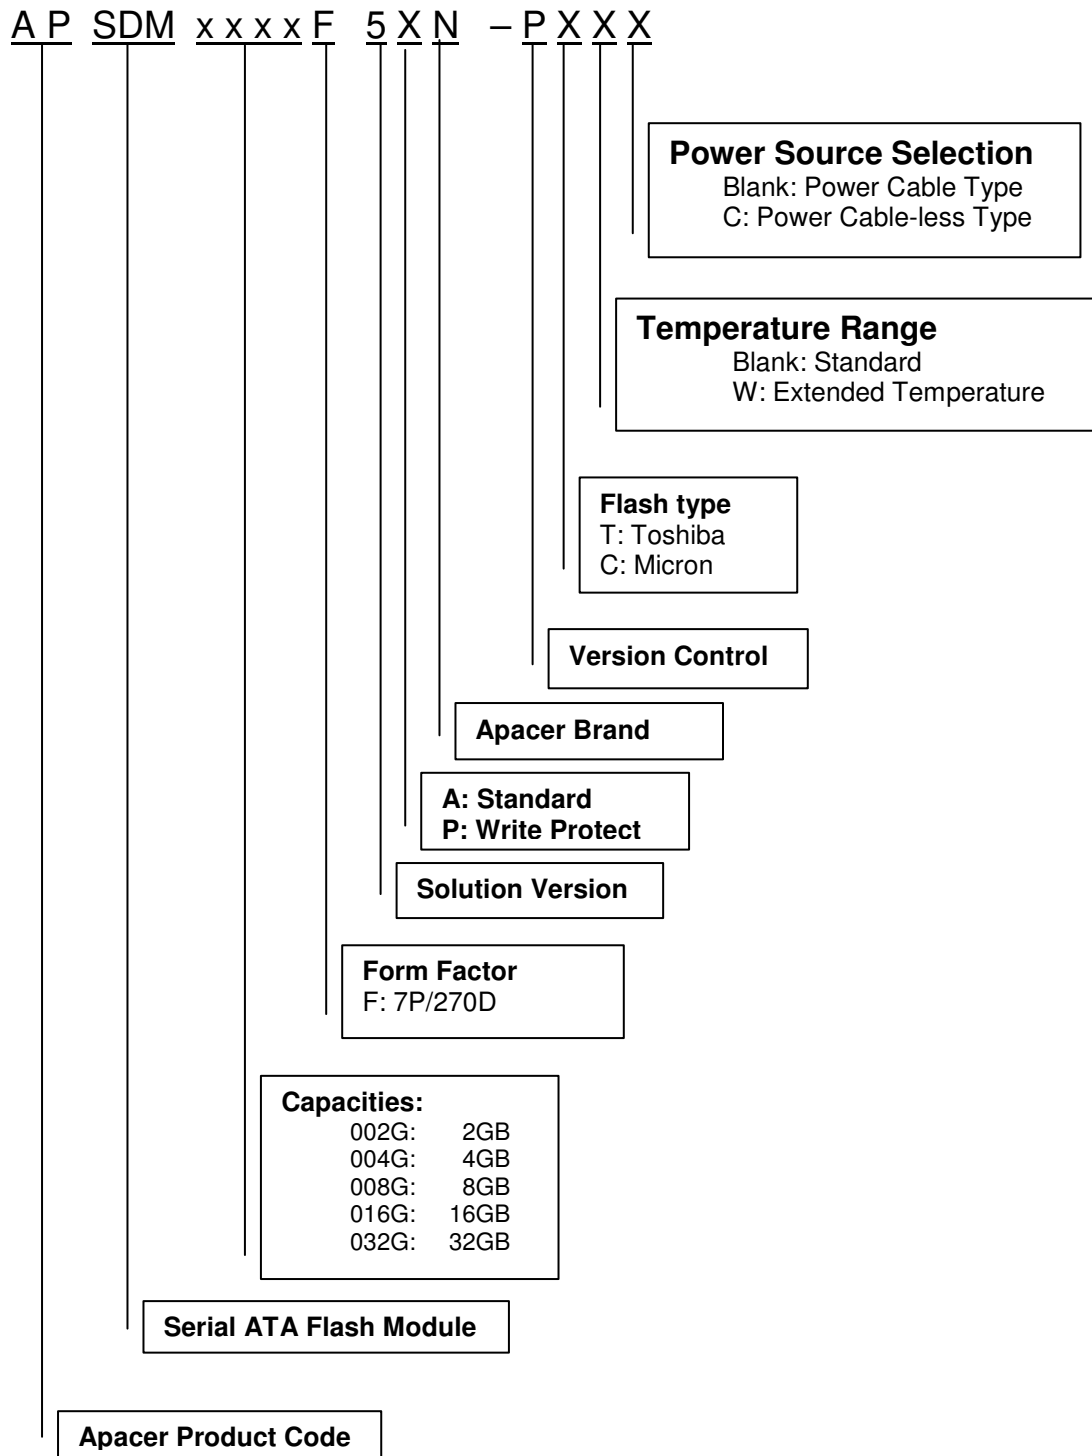 A P SDM x x x x F 5 X N – P X X X
Power Source Selection
Blank: Power Cable Type
C: Power Cable-less Type
Temperature Range
Blank: Standard
W: Extended Temperature
Flash type
T: Toshiba
C: Micron
Version Control
Apacer Brand
A: Standard
P: Write Protect
Solution Version
Form Factor
F: 7P/270D
Capacities:
002G: 2GB
004G: 4GB
008G: 8GB
016G: 16GB
032G: 32GB
Serial ATA Flash Module
Apacer Product Code